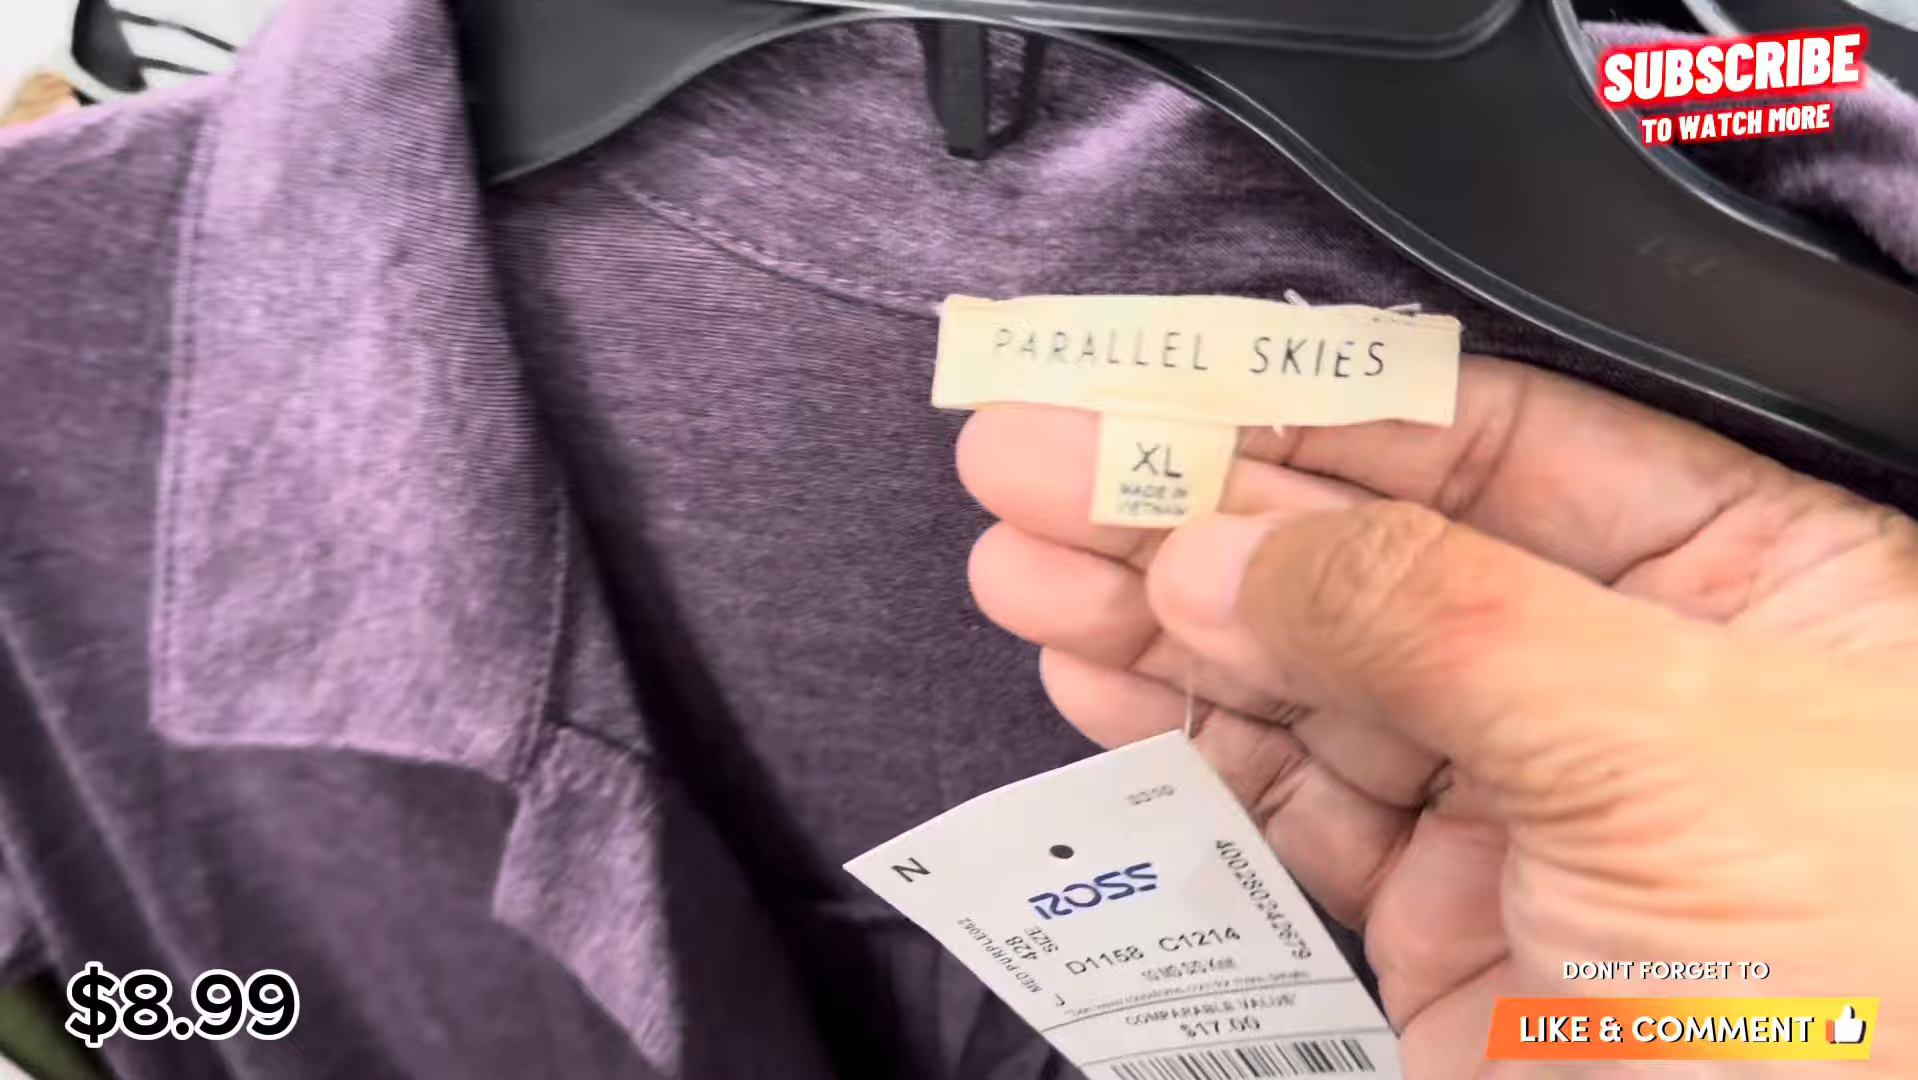 SUBSCRIBE
TO WATCH MORE
PARALLEL SKIES
XL
MADE IN
VIETNAM
N
ROSS
D1158 C1214
MED PURPLE062
428
SIZE
COMPARABLE VALUE*
$17.00
$8.99
DON'T FORGET TO
LIKE & COMMENT